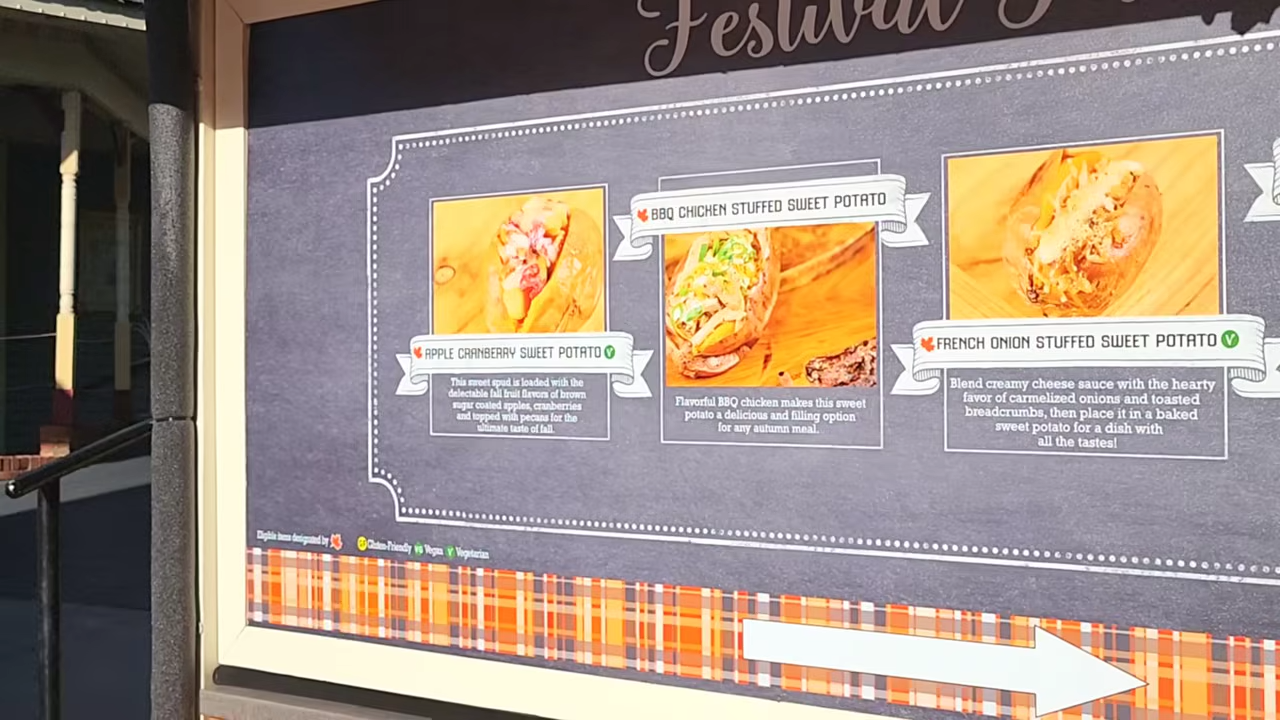 Festival
APPLE CRANBERRY SWEET POTATO V
This sweet spud is loaded with the
delectable fall fruit flavors of brown
sugar coated apples, cranberries
and topped with pecans for the
ultimate taste of fall.
BBQ CHICKEN STUFFED SWEET POTATO
Flavorful BBQ chicken makes this sweet
potato a delicious and filling option
for any autumn meal.
FRENCH ONION STUFFED SWEET POTATO V
Blend creamy cheese sauce with the hearty
favor of carmelized onions and toasted
breadcrumbs, then place it in a baked
sweet potato for a dish with
all the tastes!
Eligible items designated by GF Gluten-Friendly VG Vegan V Vegetarian